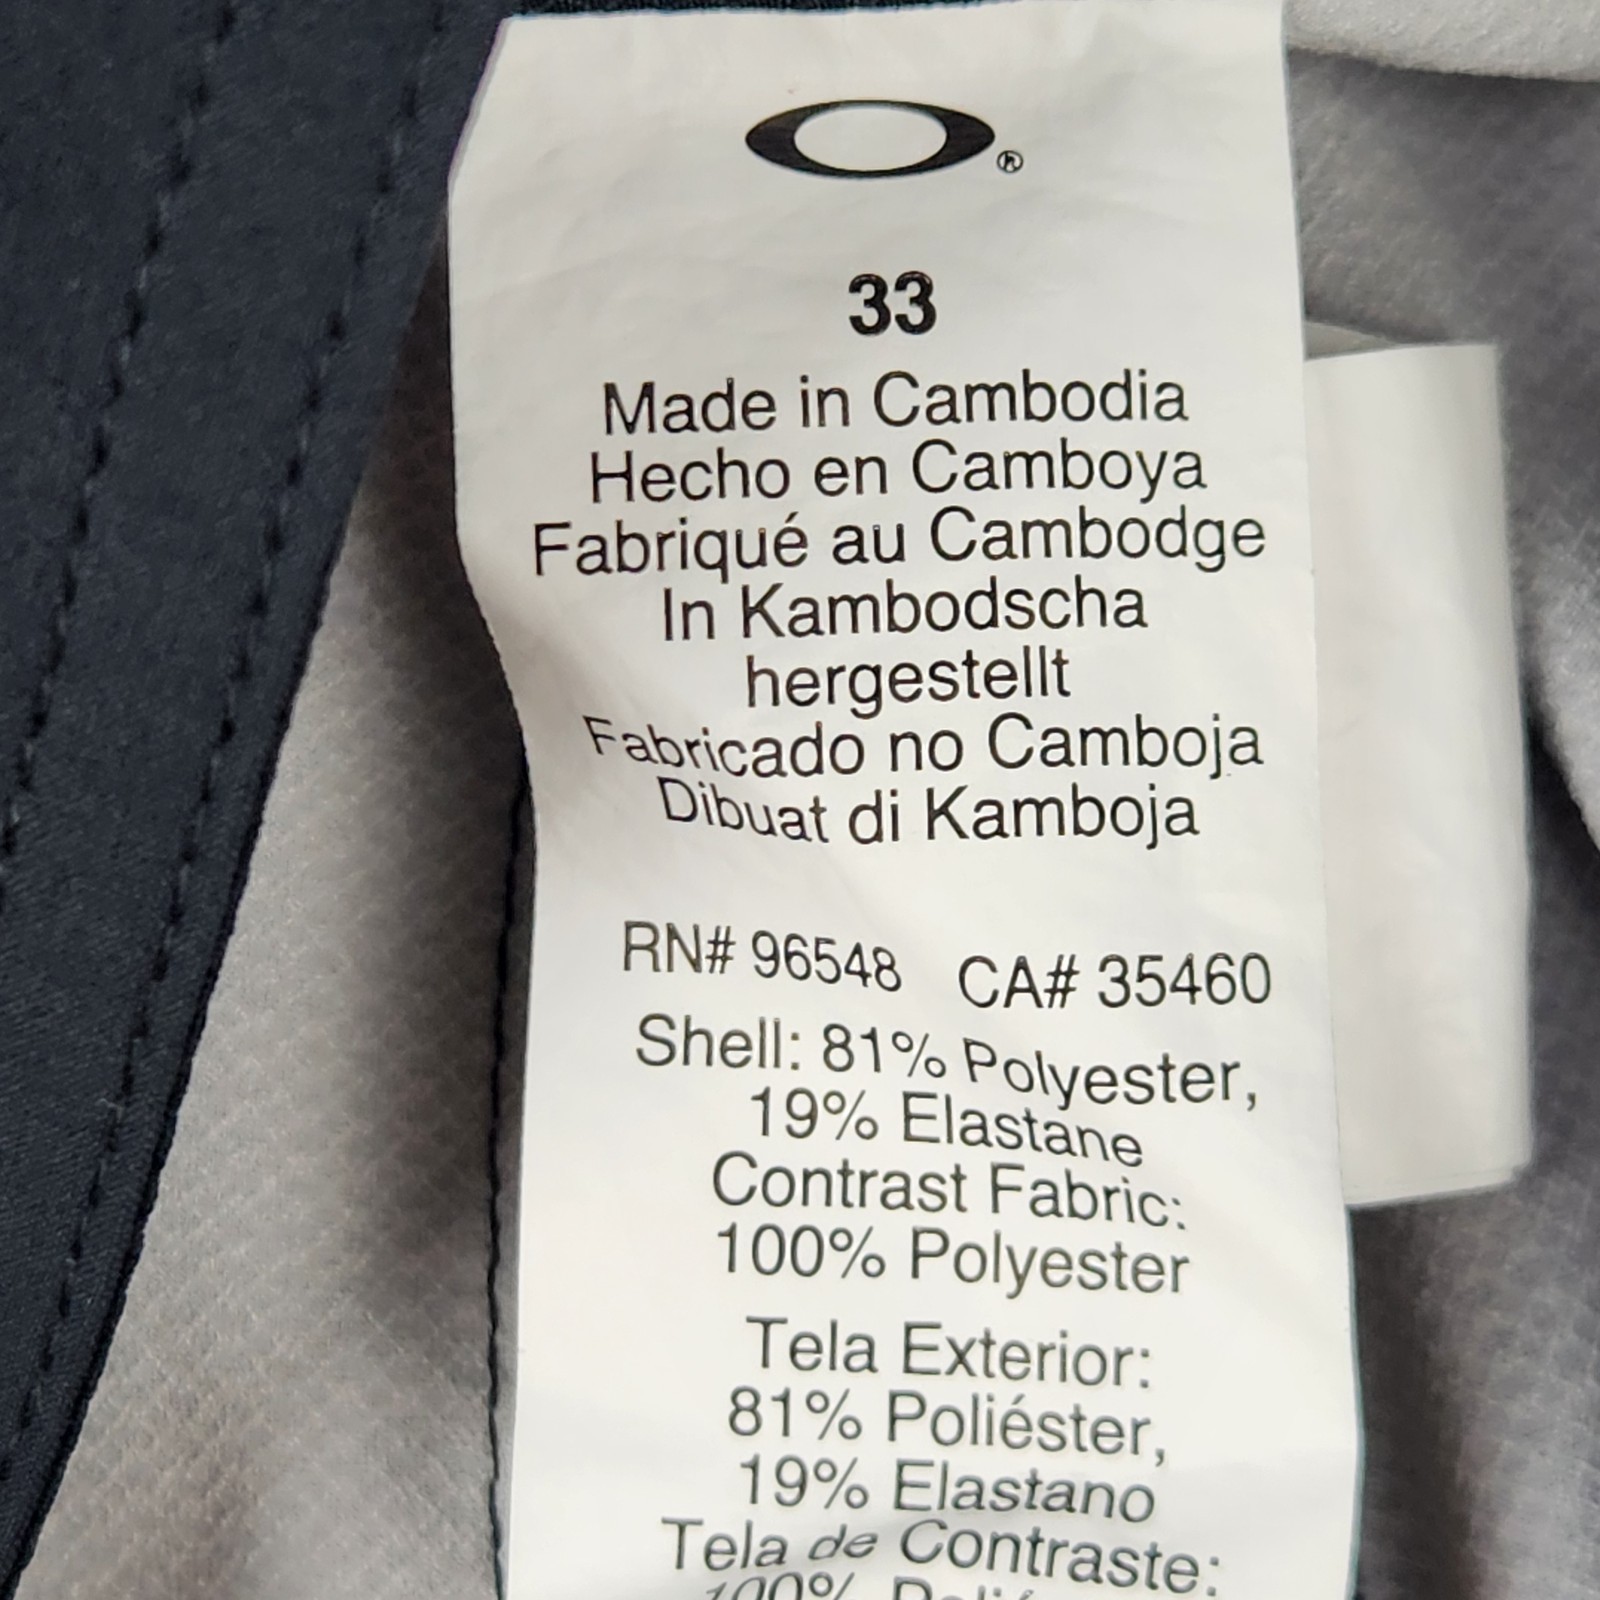 ®
33
Made in Cambodia
Hecho en Camboya
Fabriqué au Cambodge
In Kambodscha
hergestellt
Fabricado no Camboja
Dibuat di Kamboja
RN# 96548 CA# 35460
Shell: 81% Polyester,
19% Elastane
Contrast Fabric:
100% Polyester
Tela Exterior:
81% Poliéster,
19% Elastano
Tela de Contraste:
100%